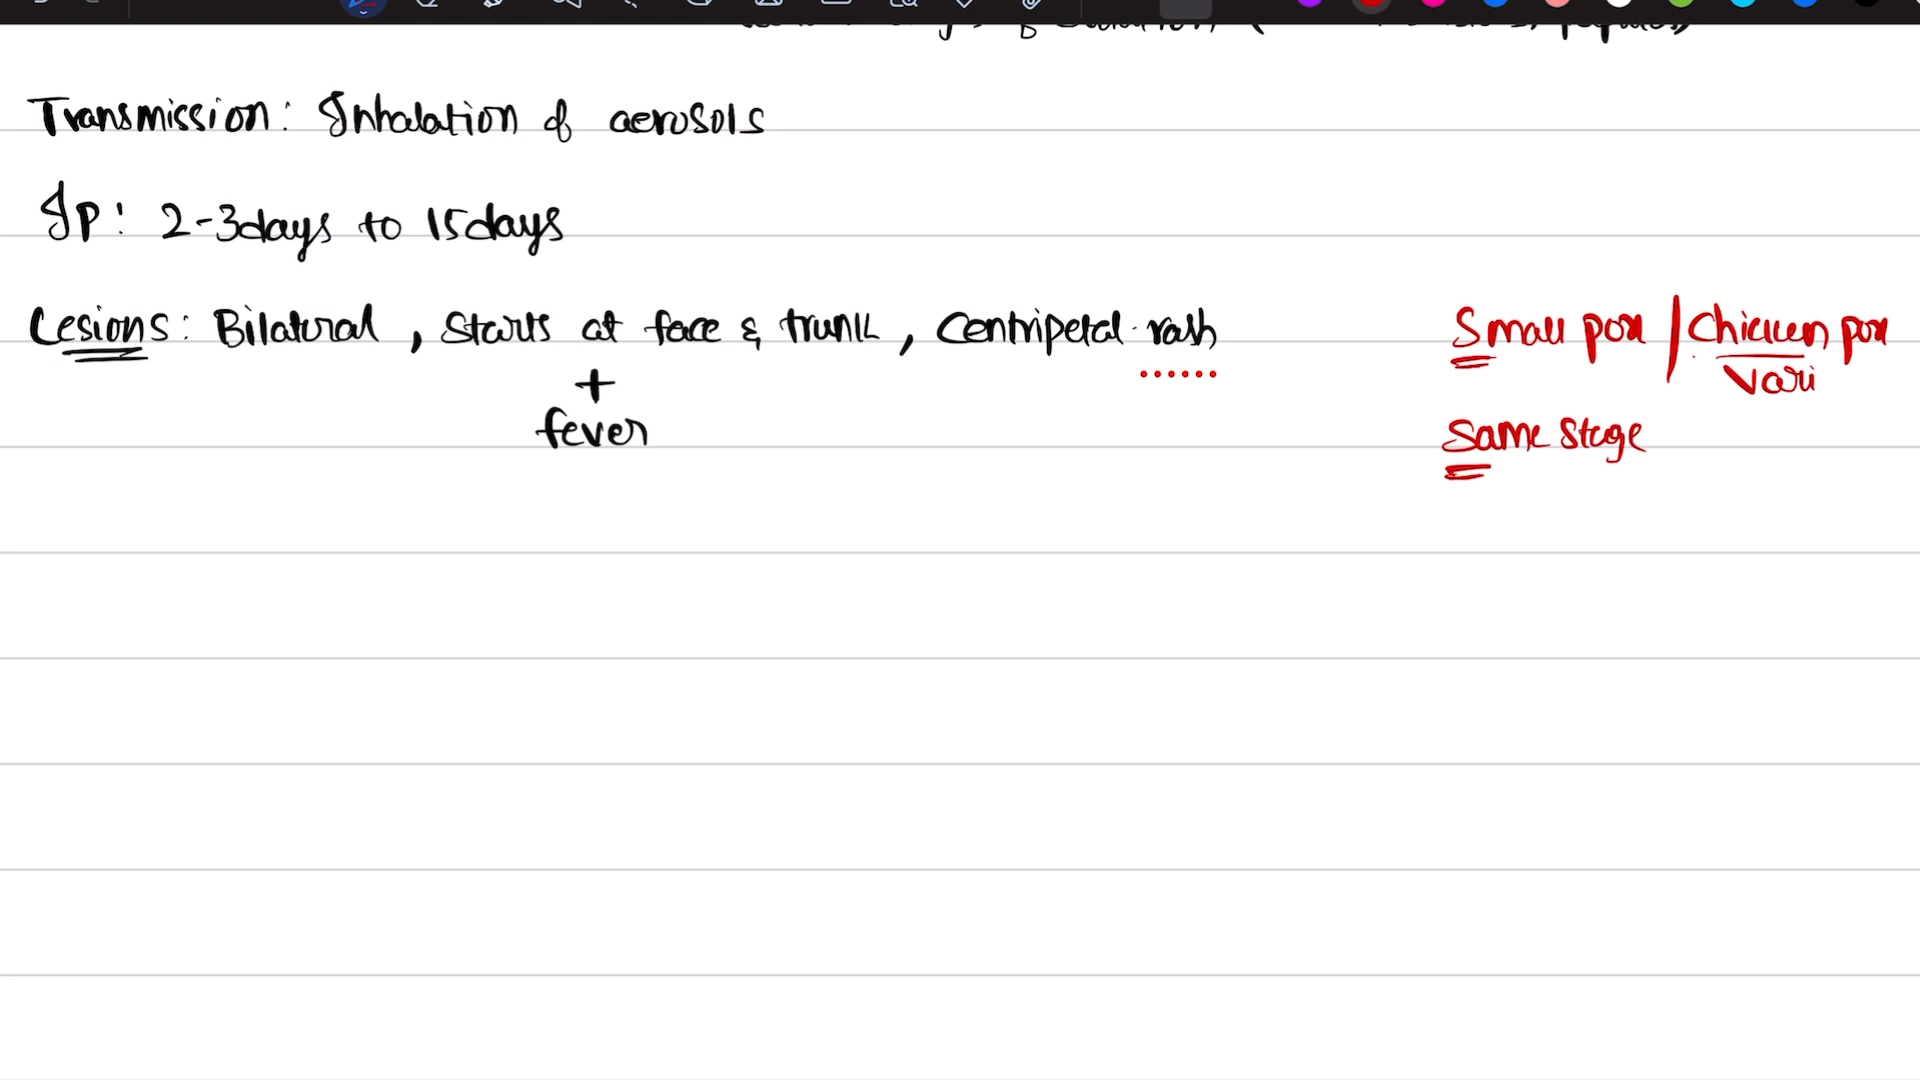 Transmission: Inhalation of aerosols
IP: 2-3days to 15days
Lesions: Bilateral, Starts at face & trunk, Centripetal rash
+
fever
Small pox / Chicken pox
Vari
Same stage